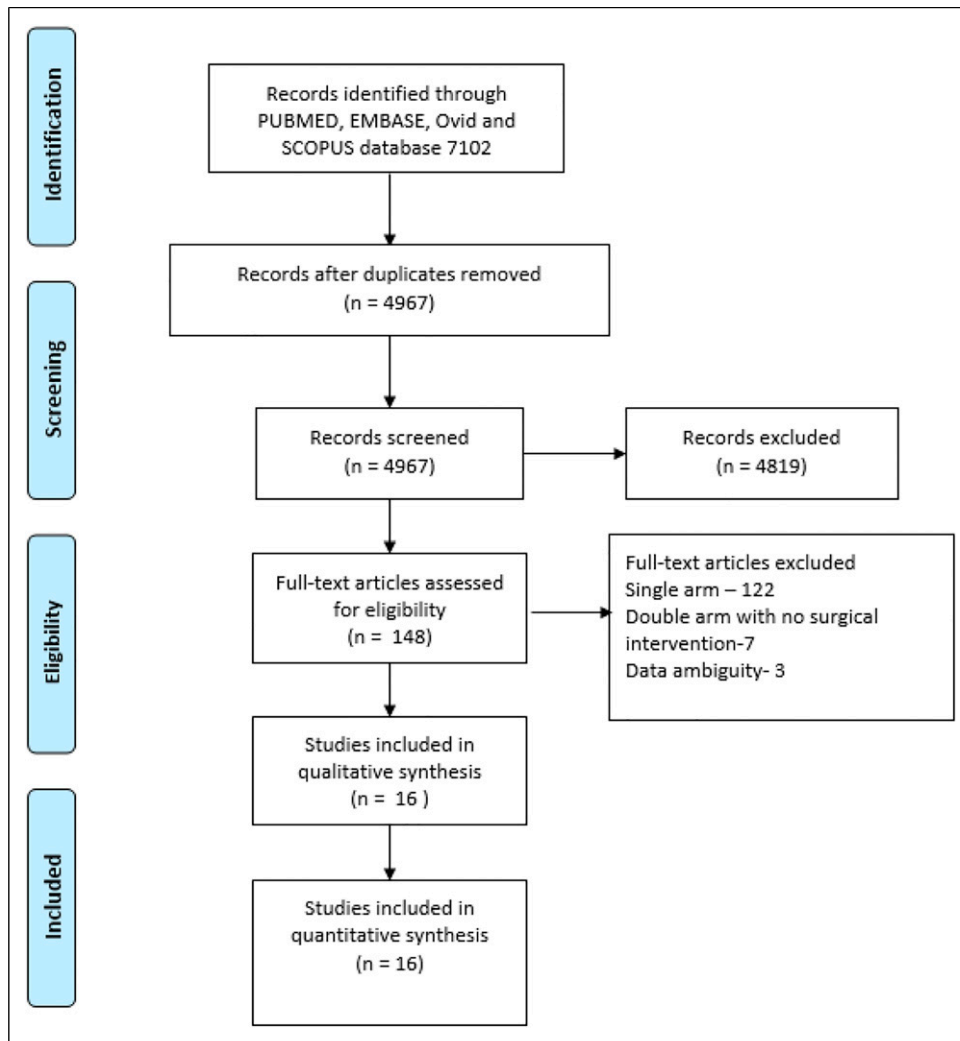 Identification
Records identified through
PUBMED, EMBASE, Ovid and
SCOPUS database 7102
Records after duplicates removed
(n = 4967)
Screening
Records screened
(n = 4967)
Records excluded
(n = 4819)
Eligibility
Full-text articles assessed
for eligibility
(n = 148)
Full-text articles excluded
Single arm – 122
Double arm with no surgical
intervention-7
Data ambiguity- 3
Studies included in
qualitative synthesis
(n = 16 )
Included
Studies included in
quantitative synthesis
(n = 16)